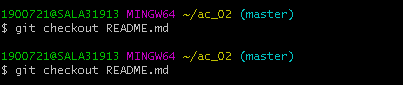 1900721@SALA31913 MINGW64 ~/ac_02 (master)
$ git checkout README.md
1900721@SALA31913 MINGW64 ~/ac_02 (master)
$ git checkout README.md